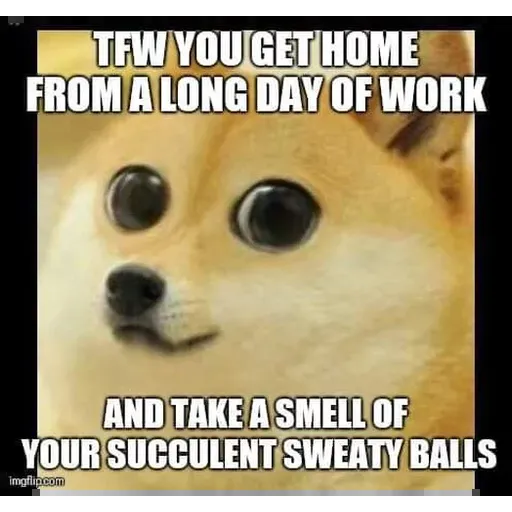 TFW YOU GET HOME
FROM A LONG DAY OF WORK
AND TAKE A SMELL OF
YOUR SUCCULENT SWEATY BALLS
imgflip.com